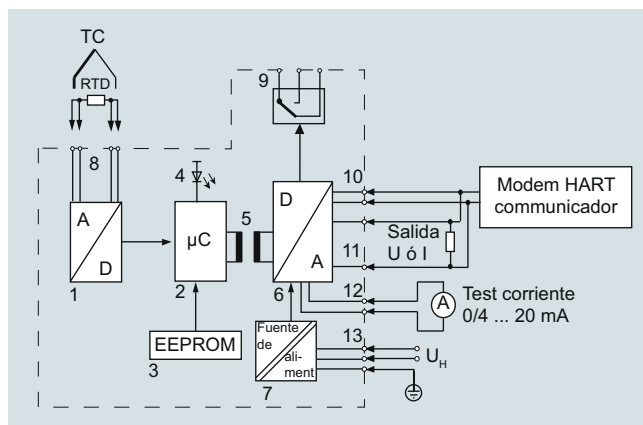 TC
RTD
8
9
4
5
10
Modem HART
communicador
A
D
1
µC
2
D
A
6
Salida
U ó I
11
12
A
Test corriente
0/4 ... 20 mA
EEPROM
3
Fuente
de
ali-
ment
7
13
UH